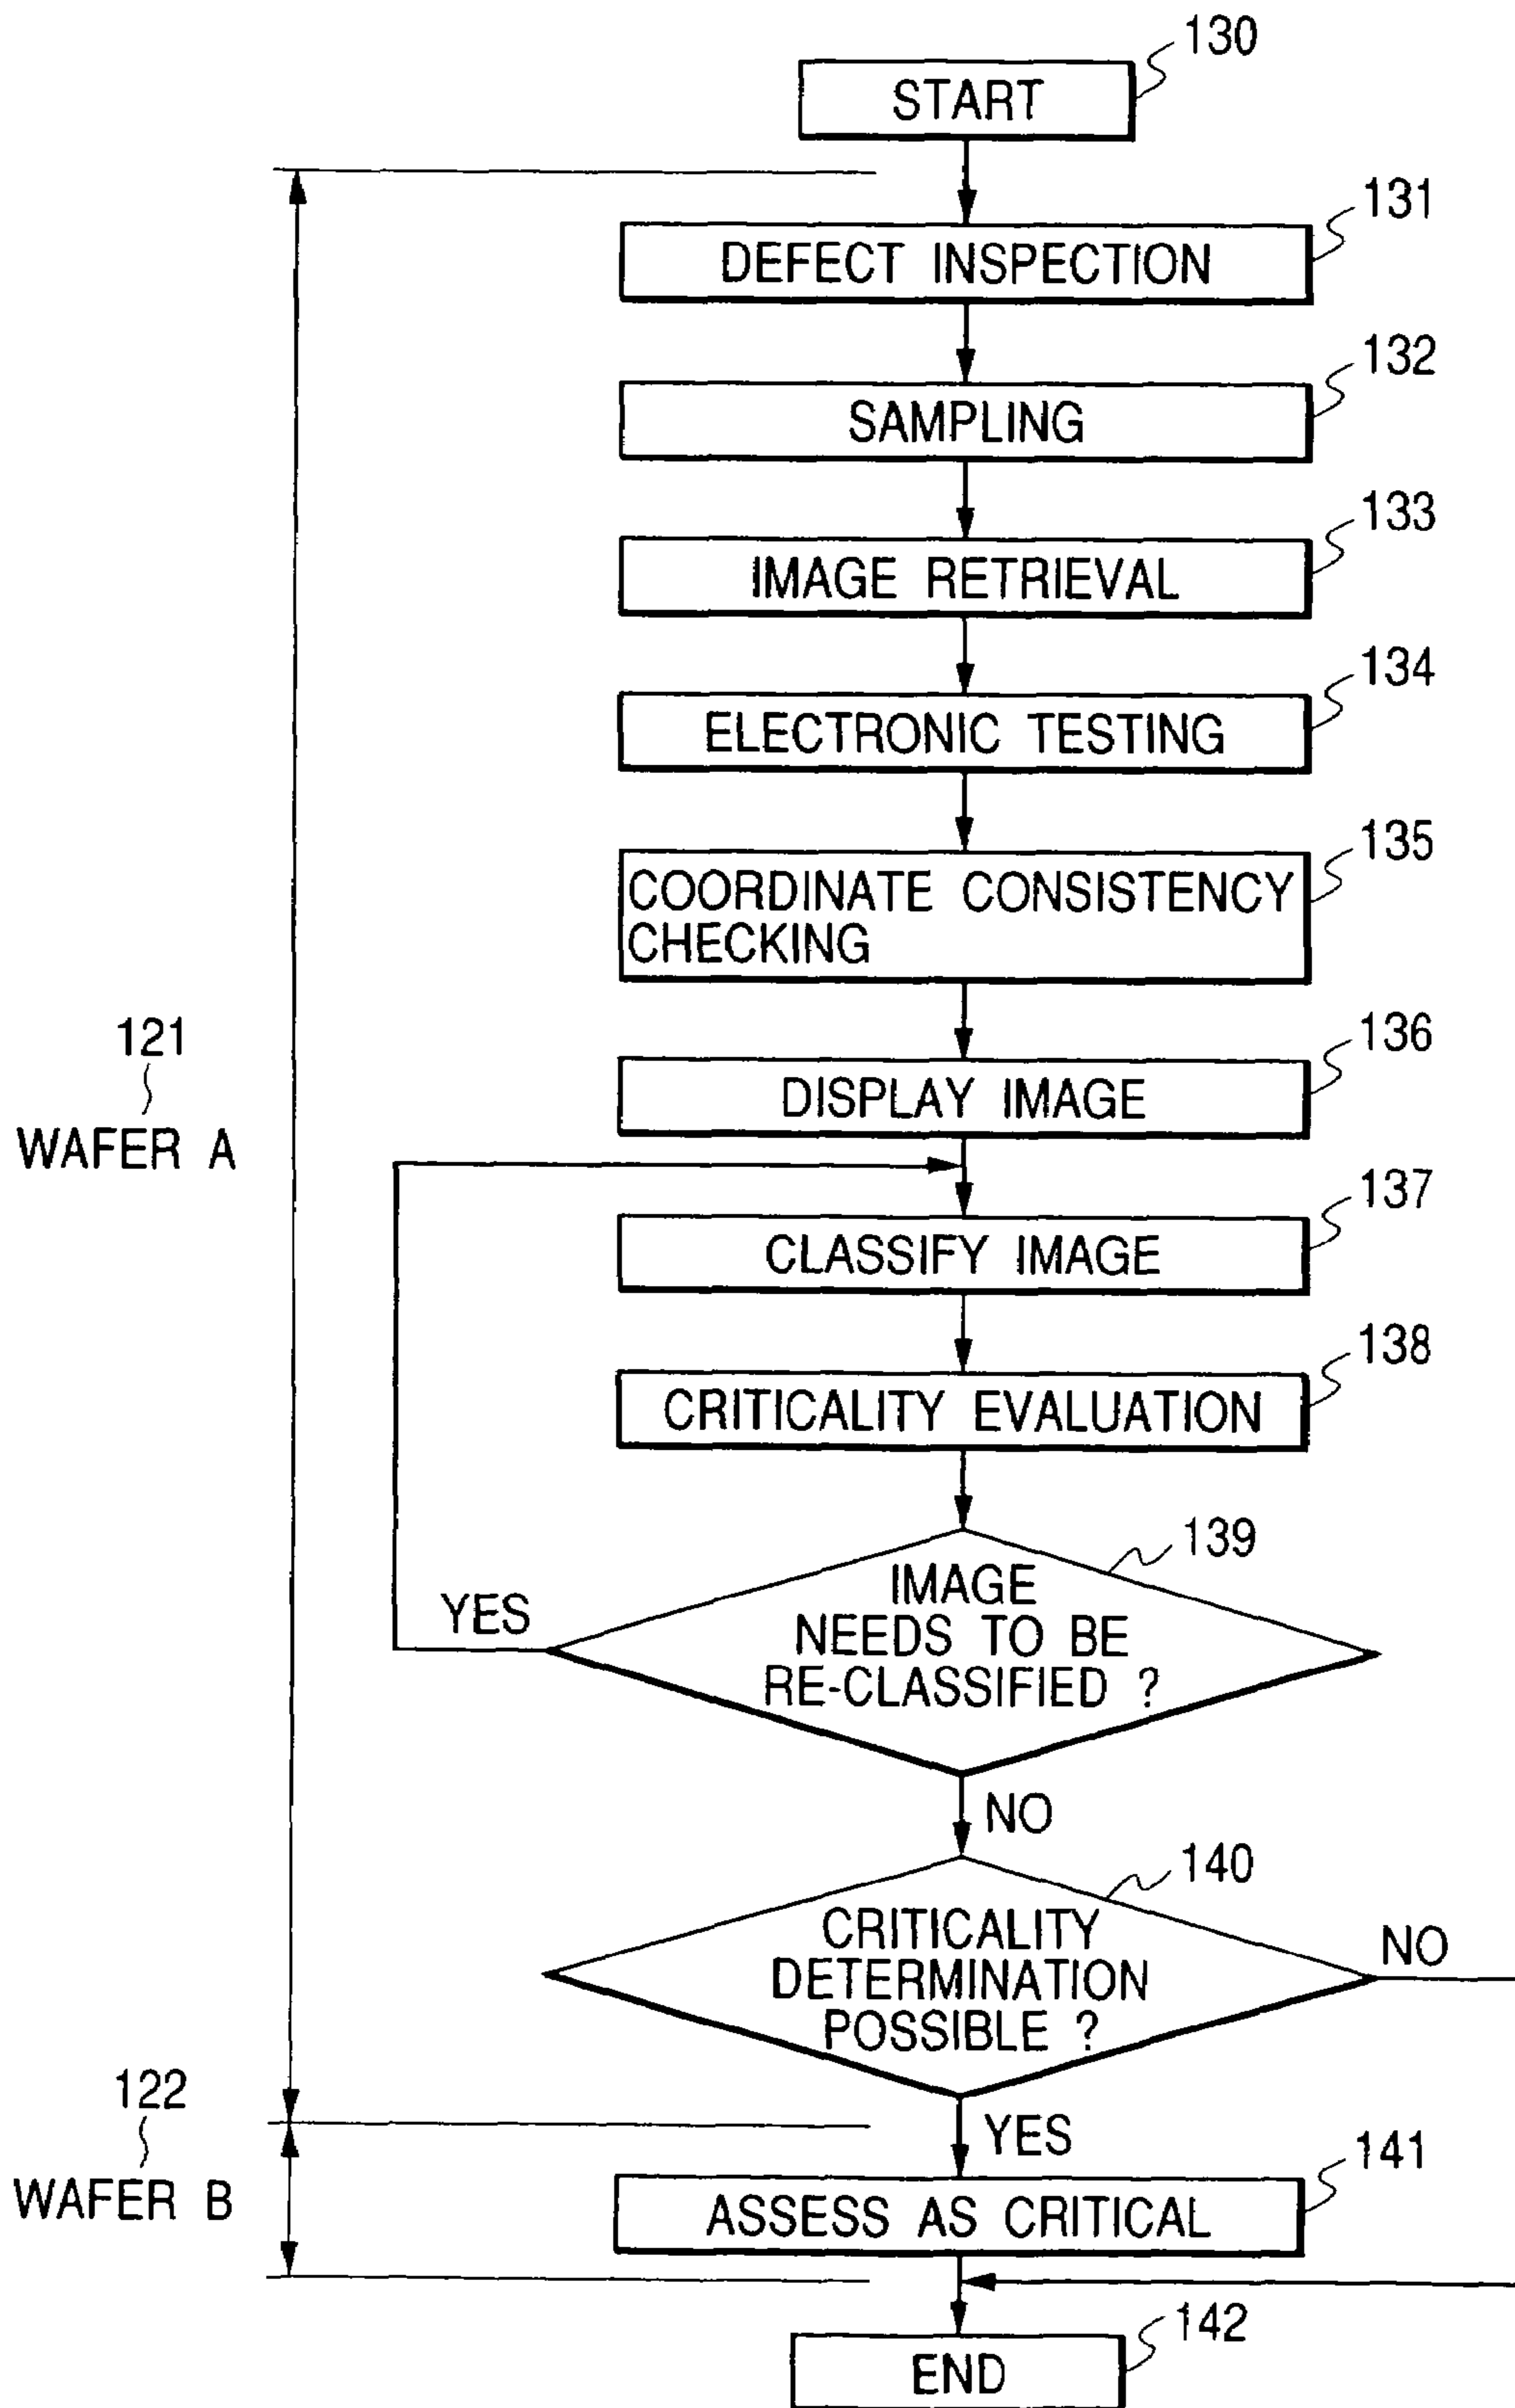 130
START
131
DEFECT INSPECTION
132
SAMPLING
133
IMAGE RETRIEVAL
134
ELECTRONIC TESTING
135
COORDINATE CONSISTENCY
CHECKING
121
WAFER A
136
DISPLAY IMAGE
137
CLASSIFY IMAGE
138
CRITICALITY EVALUATION
139
IMAGE
NEEDS TO BE
RE-CLASSIFIED ?
YES
NO
140
CRITICALITY
DETERMINATION
POSSIBLE ?
NO
YES
122
WAFER B
141
ASSESS AS CRITICAL
142
END